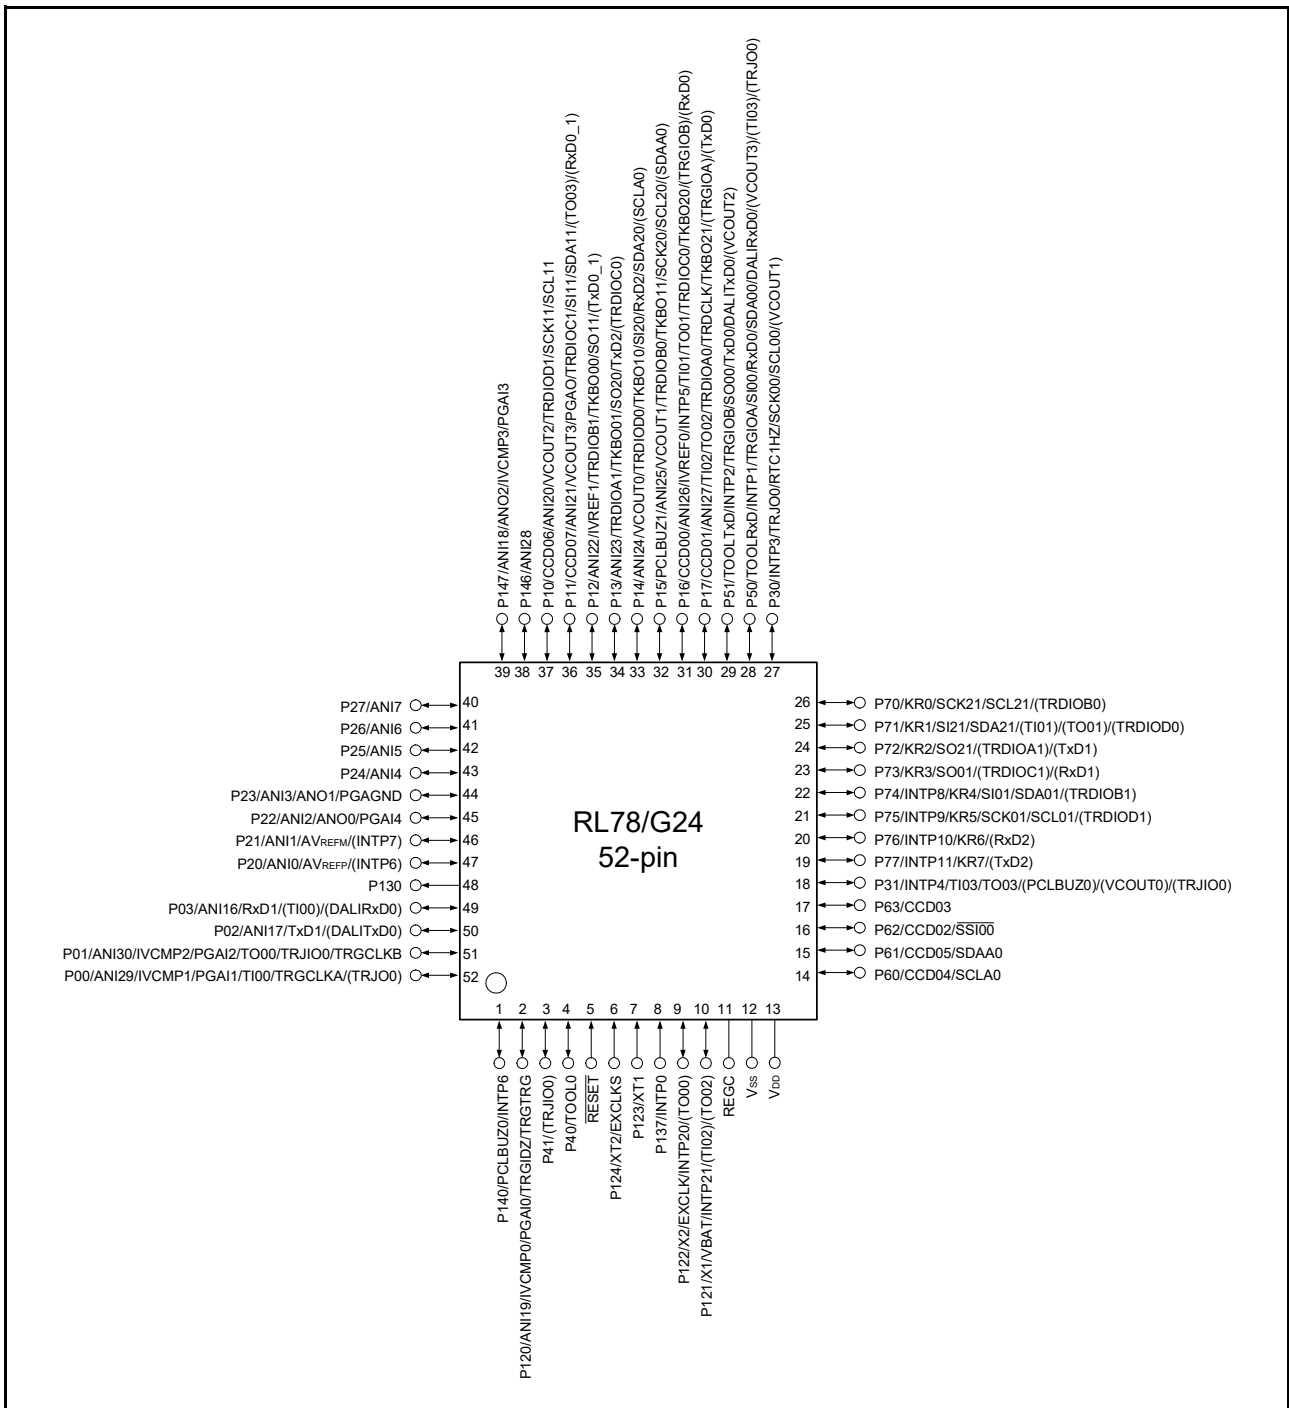 P147/ANI18/ANO2/IVCMP3/PGAI3
P146/ANI28
P10/CCD06/ANI20/VCOUT2/TRDIOD1/SCK11/SCL11
P11/CCD07/ANI21/VCOUT3/PGAO/TRDIOC1/SI11/SDA11/(TO03)/(RxD0_1)
P12/ANI22/IVREF1/TRDIOB1/TKBO00/SO11/(TxD0_1)
P13/ANI23/TRDIOA1/TKBO01/SO20/TxD2/(TRDIOC0)
P14/ANI24/VCOUT0/TRDIOD0/TKBO10/SI20/RxD2/SDA20/(SCLA0)
P15/PCLBUZ1/ANI25/VCOUT1/TRDIOB0/TKBO11/SCK20/SCL20/(SDAA0)
P16/CCD00/ANI26/IVREF0/INTP5/TI01/TO01/TRDIOC0/TKBO20/(TRGIOB)/(RxD0)
P17/CCD01/ANI27/TI02/TO02/TRDIOA0/TRDCLK/TKBO21/(TRGIOA)/(TxD0)
P51/TOOLTxD/INTP2/TRGIOB/SO00/TxD0/DALITxD0/(VCOUT2)
P50/TOOLRxD/INTP1/TRGIOA/SI00/RxD0/SDA00/DALIRxD0/(VCOUT3)/(TI03)/(TRJO0)
P30/INTP3/TRJO0/RTC1HZ/SCK00/SCL00/(VCOUT1)
39 38 37 36 35 34 33 32 31 30 29 28 27
P27/ANI7 40
P26/ANI6 41
P25/ANI5 42
P24/ANI4 43
P23/ANI3/ANO1/PGAGND 44
P22/ANI2/ANO0/PGAI4 45
P21/ANI1/AVREFM/(INTP7) 46
P20/ANI0/AVREFP/(INTP6) 47
P130 48
P03/ANI16/RxD1/(TI00)/(DALIRxD0) 49
P02/ANI17/TxD1/(DALITxD0) 50
P01/ANI30/IVCMP2/PGAI2/TO00/TRJIO0/TRGCLKB 51
P00/ANI29/IVCMP1/PGAI1/TI00/TRGCLKA/(TRJO0) 52
RL78/G24
52-pin
26 P70/KR0/SCK21/SCL21/(TRDIOB0)
25 P71/KR1/SI21/SDA21/(TI01)/(TO01)/(TRDIOD0)
24 P72/KR2/SO21/(TRDIOA1)/(TxD1)
23 P73/KR3/SO01/(TRDIOC1)/(RxD1)
22 P74/INTP8/KR4/SI01/SDA01/(TRDIOB1)
21 P75/INTP9/KR5/SCK01/SCL01/(TRDIOD1)
20 P76/INTP10/KR6/(RxD2)
19 P77/INTP11/KR7/(TxD2)
18 P31/INTP4/TI03/TO03/(PCLBUZ0)/(VCOUT0)/(TRJIO0)
17 P63/CCD03
16 P62/CCD02/SSI00
15 P61/CCD05/SDAA0
14 P60/CCD04/SCLA0
1 2 3 4 5 6 7 8 9 10 11 12 13
P140/PCLBUZ0/INTP6
P120/ANI19/IVCMP0/PGAI0/TRGIDZ/TRGTRG
P41/(TRJIO0)
P40/TOOL0
RESET
P124/XT2/EXCLKS
P123/XT1
P137/INTP0
P122/X2/EXCLK/INTP20/(TO00)
P121/X1/VBAT/INTP21/(TI02)/(TO02)
REGC
VSS
VDD